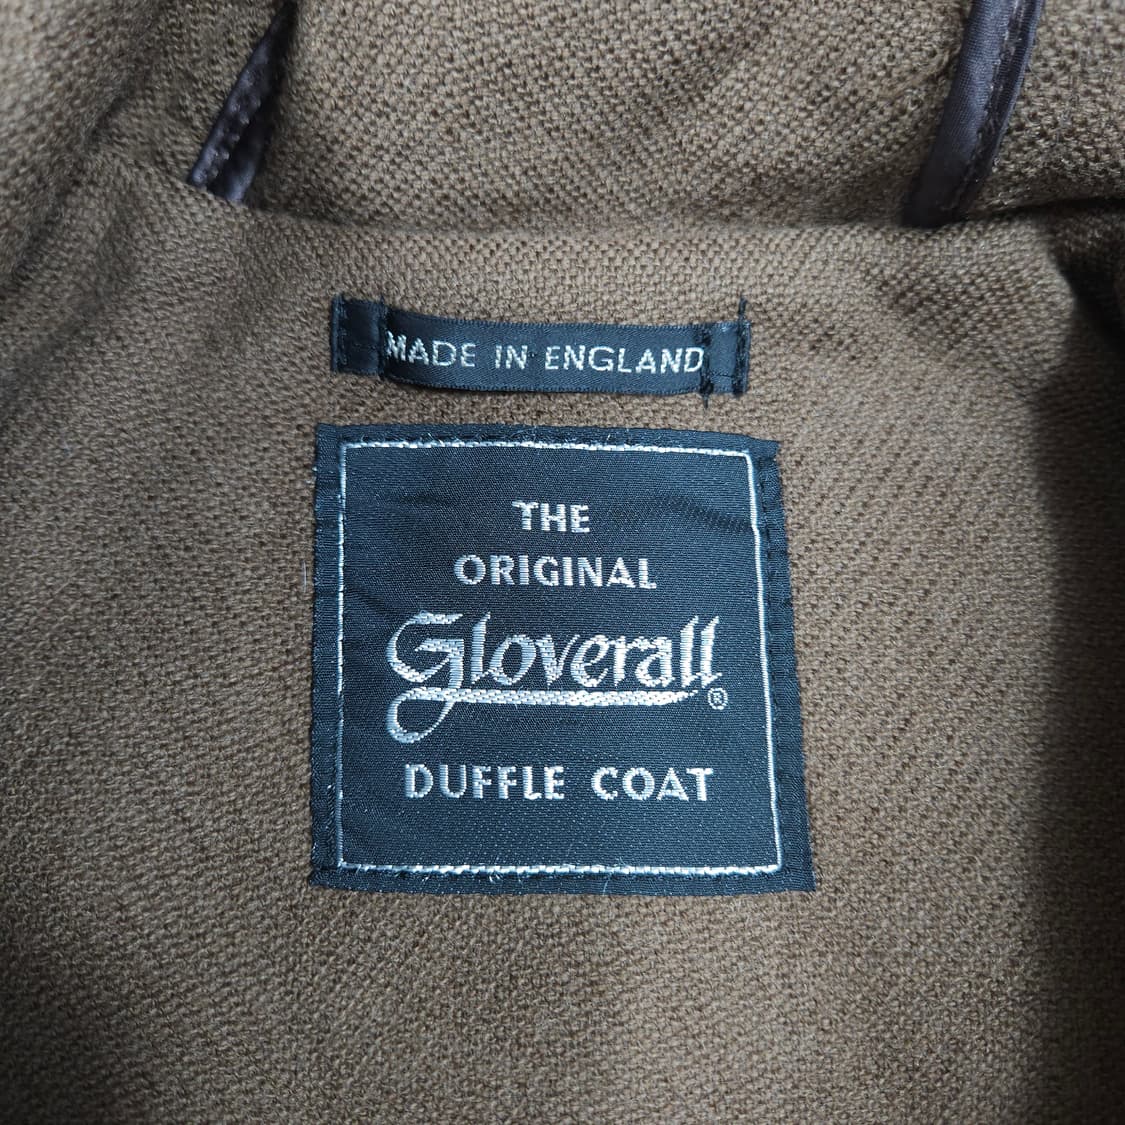 MADE IN ENGLAND
THE
ORIGINAL
Gloverall®
DUFFLE COAT